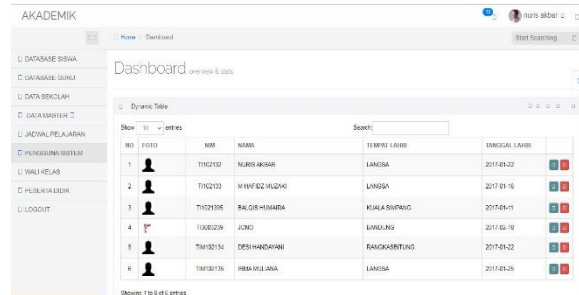 AKADEMIK
nuris akbar
Home Dashboard
Start Searching
DATABASE SISWA
DATABASE GURU
DATA SEKOLAH
DATA MASTER
JADWAL PELAJARAN
PENGGUNA SISTEM
WALI KELAS
PESERTA DIDIK
LOGOUT
Dashboard overview & stats
Dynamic Table
Show 10 entries Search:
NO FOTO NIM NAMA TEMPAT LAHIR TANGGAL LAHIR
1 TI102132 NURIS AKBAR LANGSA 2017-01-22
2 TI102133 M HAFIDZ MUZAKI LANGSA 2017-01-16
3 BALQIS HUMAIRA KUALA SIMPANG 2017-01-11
4 JONO BANDUNG
5 TIM102134 DESI HANDAYANI RANGKASBITUNG 2017-01-22
6 TIM102135 IRMA MULIANA LANGSA 2017-01-25
Showing 1 to 6 of 6 entries